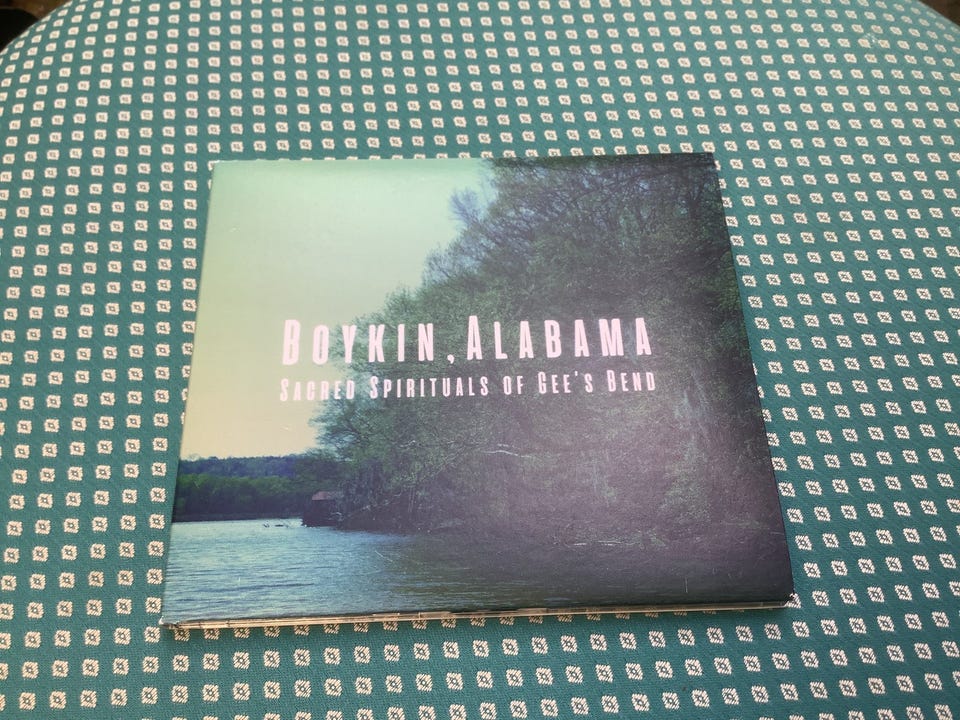 Boykin, Alabama
Sacred Spirituals of Gee's Bend